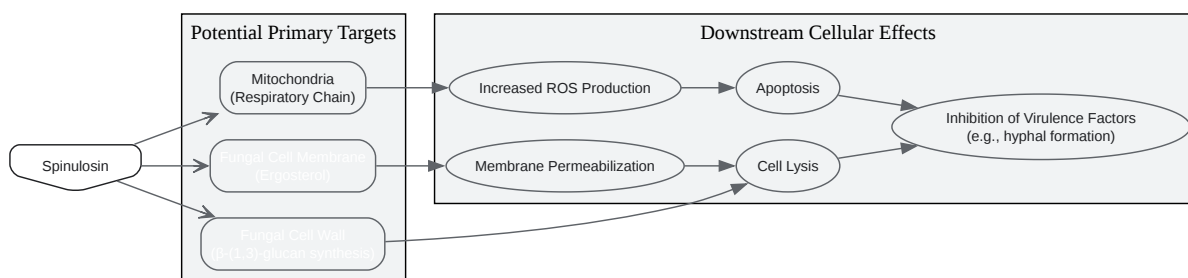 Potential Primary Targets
Downstream Cellular Effects
Mitochondria
(Respiratory Chain)
Increased ROS Production
Apoptosis
Inhibition of Virulence Factors
(e.g., hyphal formation)
Spinulosin
Fungal Cell Membrane
(Ergosterol)
Membrane Permeabilization
Cell Lysis
Fungal Cell Wall
(β-(1,3)-glucan synthesis)